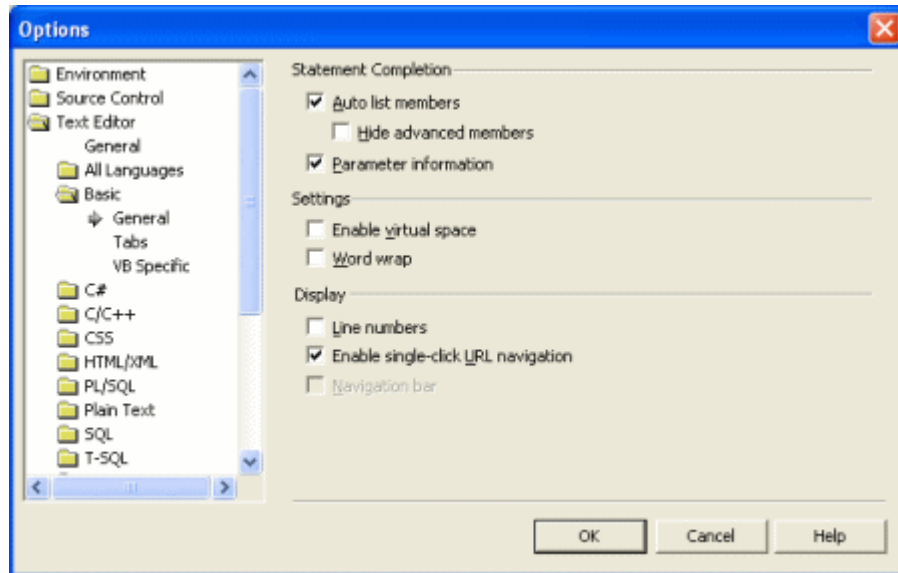 Options
Environment
Source Control
Text Editor
General
All Languages
Basic
General
Tabs
VB Specific
C#
C/C++
CSS
HTML/XML
PL/SQL
Plain Text
SQL
T-SQL
Statement Completion
Auto list members
Hide advanced members
Parameter information
Settings
Enable virtual space
Word wrap
Display
Line numbers
Enable single-click URL navigation
Navigation bar
OK Cancel Help